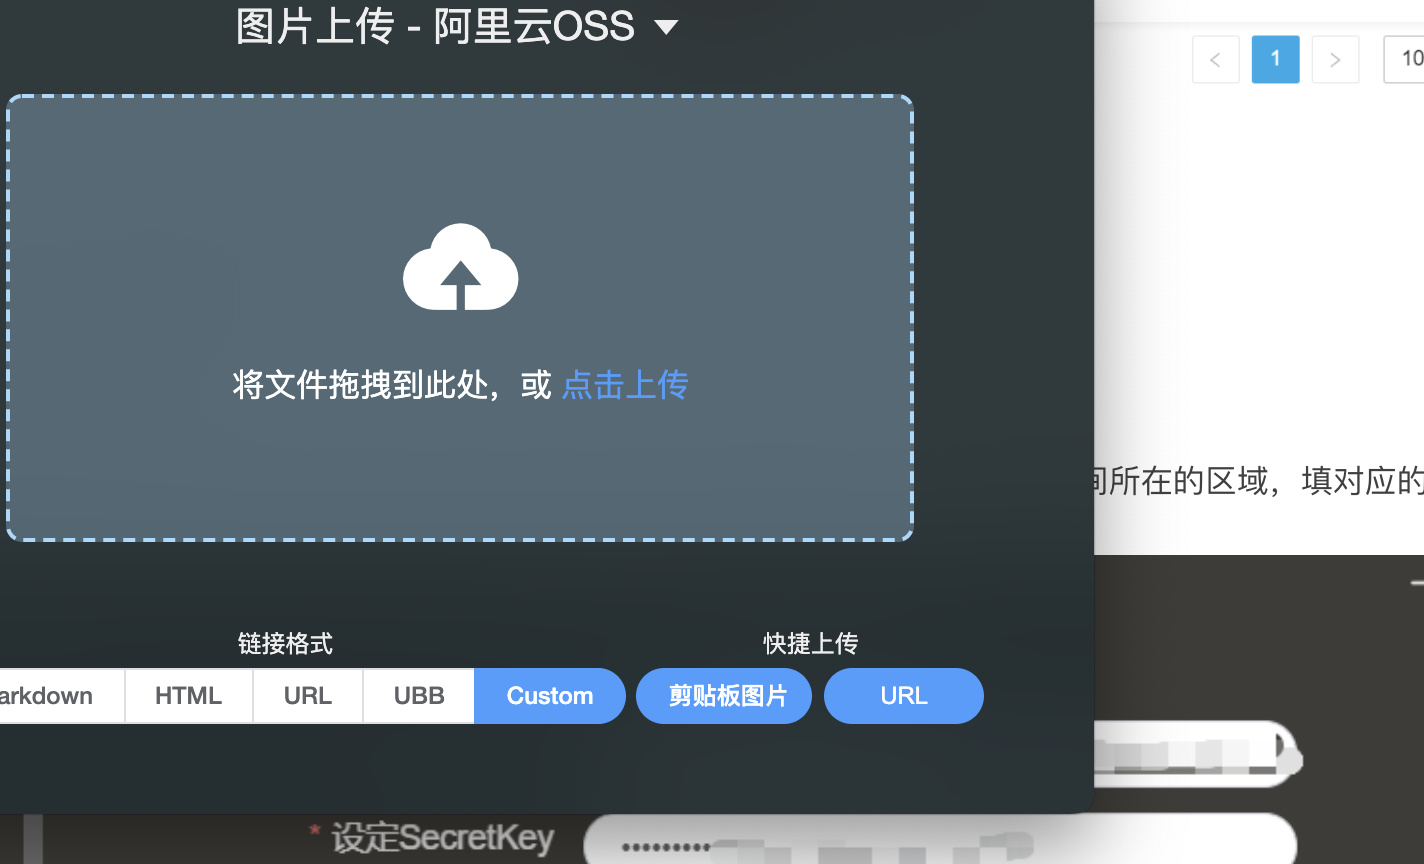 图片上传 - 阿里云OSS
< 1 > 10
将文件拖拽到此处，或 点击上传
所在的区域，填对应的
链接格式
快捷上传
arkdown HTML URL UBB Custom 剪贴板图片 URL
* 设定SecretKey